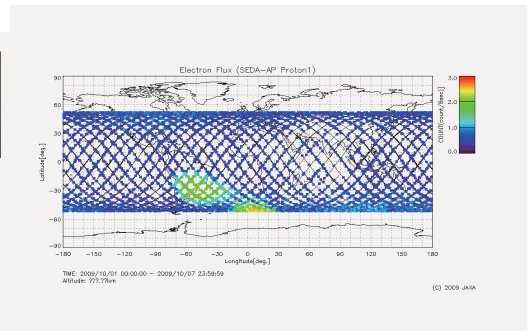 Electron Flux (SEDA-AP Proton1)
90
60
30
0
-30
-60
-90
Latitude[deg.]
-180 -150 -120 -90 -60 -30 0 30 60 90 120 150 180
Longitude[deg.]
3.0
2.0
1.0
0.0
TIME: 2009/10/01 00:00:00 - 2009/10/07 23:59:59
Altitude: ???.??km
(C) 2009 JAXA